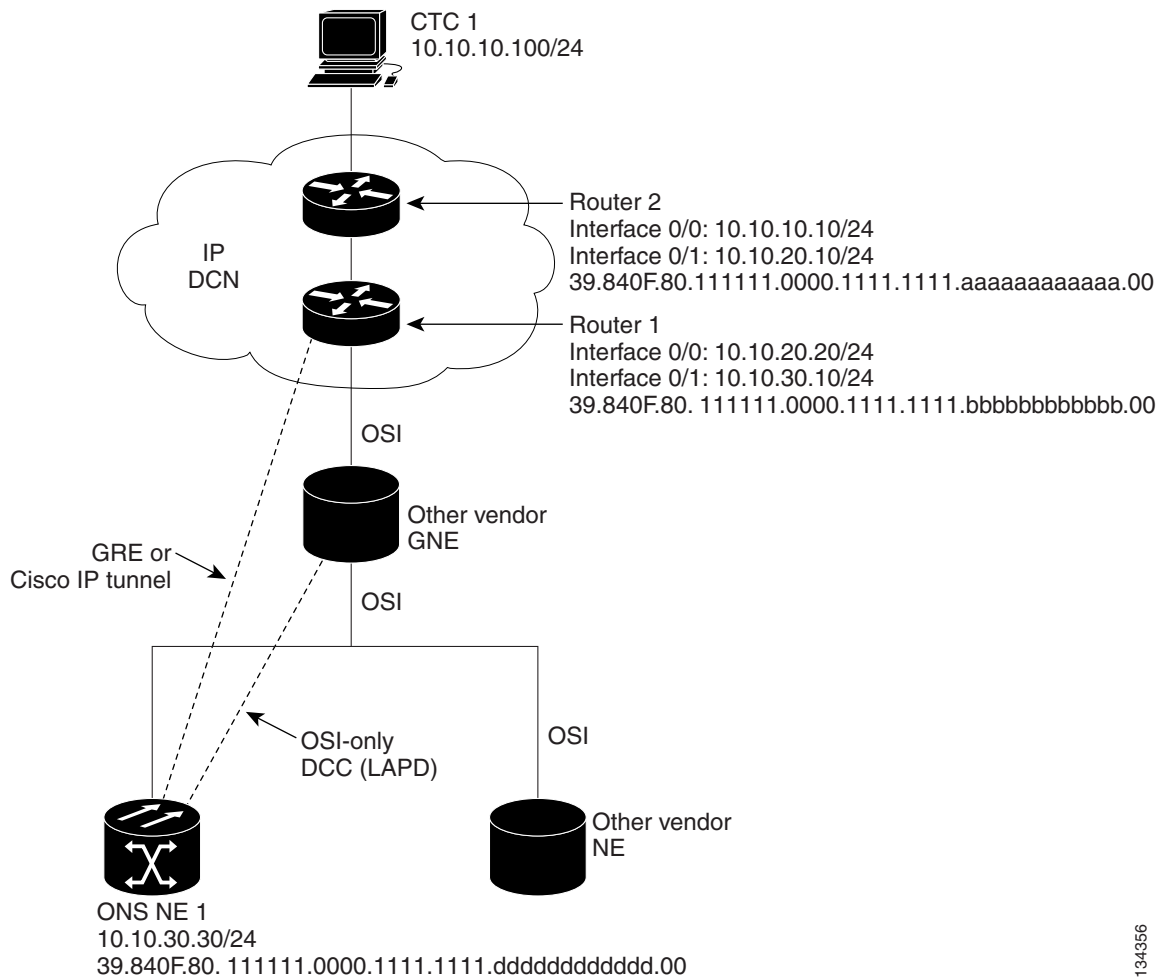 CTC 1
10.10.10.100/24
Router 2
Interface 0/0: 10.10.10.10/24
Interface 0/1: 10.10.20.10/24
39.840F.80.111111.0000.1111.1111.aaaaaaaaaaaa.00
IP
DCN
Router 1
Interface 0/0: 10.10.20.20/24
Interface 0/1: 10.10.30.10/24
39.840F.80. 111111.0000.1111.1111.bbbbbbbbbbbb.00
OSI
Other vendor
GNE
GRE or
Cisco IP tunnel
OSI
OSI-only
DCC (LAPD)
OSI
Other vendor
NE
ONS NE 1
10.10.30.30/24
39.840F.80. 111111.0000.1111.1111.dddddddddddd.00
134356